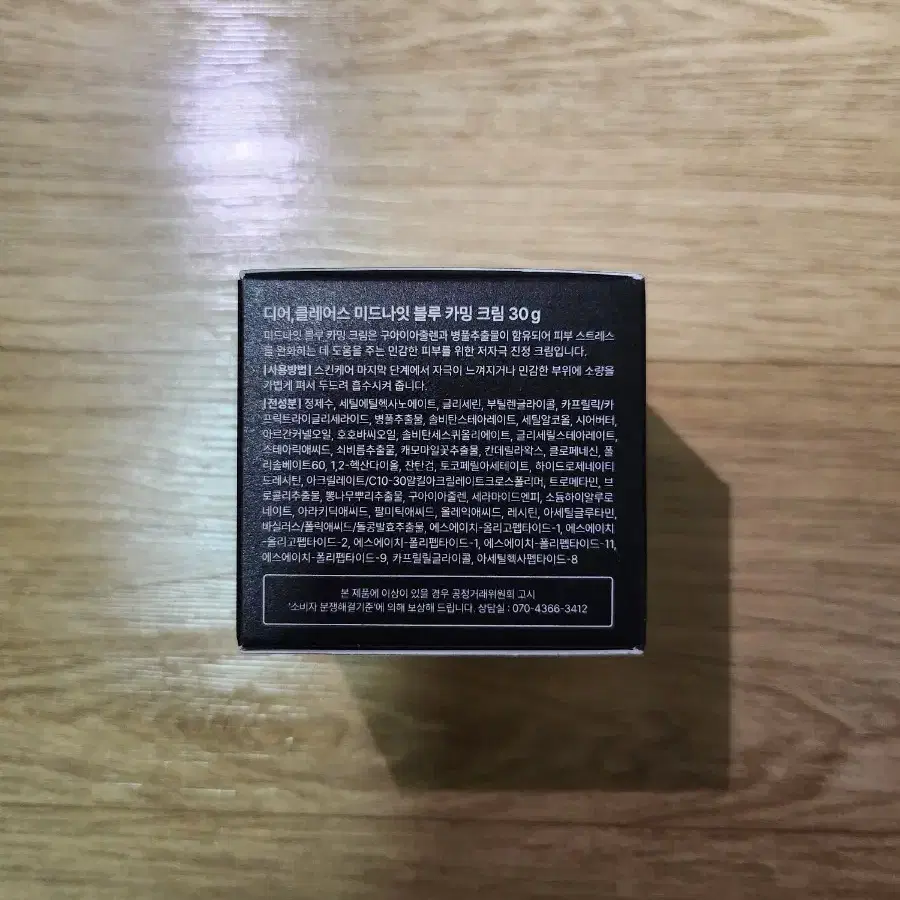 디어, 클레어스 미드나잇 블루 카밍 크림 30 g
미드나잇 블루 카밍 크림은 구아이아줄렌과 병풀추출물이 함유되어 피부 스트레스
를 완화하는 데 도움을 주는 민감한 피부를 위한 저자극 진정 크림입니다.
|사용방법| 스킨케어 마지막 단계에서 자극이 느껴지거나 민감한 부위에 소량을
가볍게 펴서 두드려 흡수시켜 줍니다.
|전성분| 정제수, 세틸에틸헥사노에이트, 글리세린, 부틸렌글라이콜, 카프릴릭/카
프릭트라이글리세라이드, 병풀추출물, 솔비탄스테아레이트, 세틸알코올, 시어버터,
아르간커넬오일, 호호바씨오일, 솔비탄세스퀴올리에이트, 글리세릴스테아레이트,
스테아릭애씨드, 쇠비름추출물, 캐모마일꽃추출물, 칸데릴라왁스, 클로페네신, 폴
리솔베이트60, 1,2-헥산다이올, 잔탄검, 토코페릴아세테이트, 하이드로제네이티
드레시틴, 아크릴레이트/C10-30알킬아크릴레이트크로스폴리머, 트로메타민, 브
로콜리추출물, 뽕나무뿌리추출물, 구아이아줄렌, 세라마이드엔피, 소듐하이알루로
네이트, 아라키딕애씨드, 팔미틱애씨드, 올레익애씨드, 레시틴, 아세틸글루타민,
바실러스/폴릭애씨드/돌콩발효추출물, 에스에이치-올리고펩타이드-1, 에스에이치
-올리고펩타이드-2, 에스에이치-폴리펩타이드-1, 에스에이치-폴리펩타이드-11,
에스에이치-폴리펩타이드-9, 카프릴릴글라이콜, 아세틸헥사펩타이드-8
본 제품에 이상이 있을 경우 공정거래위원회 고시
'소비자 분쟁해결기준'에 의해 보상해 드립니다. 상담실 : 070-4366-3412